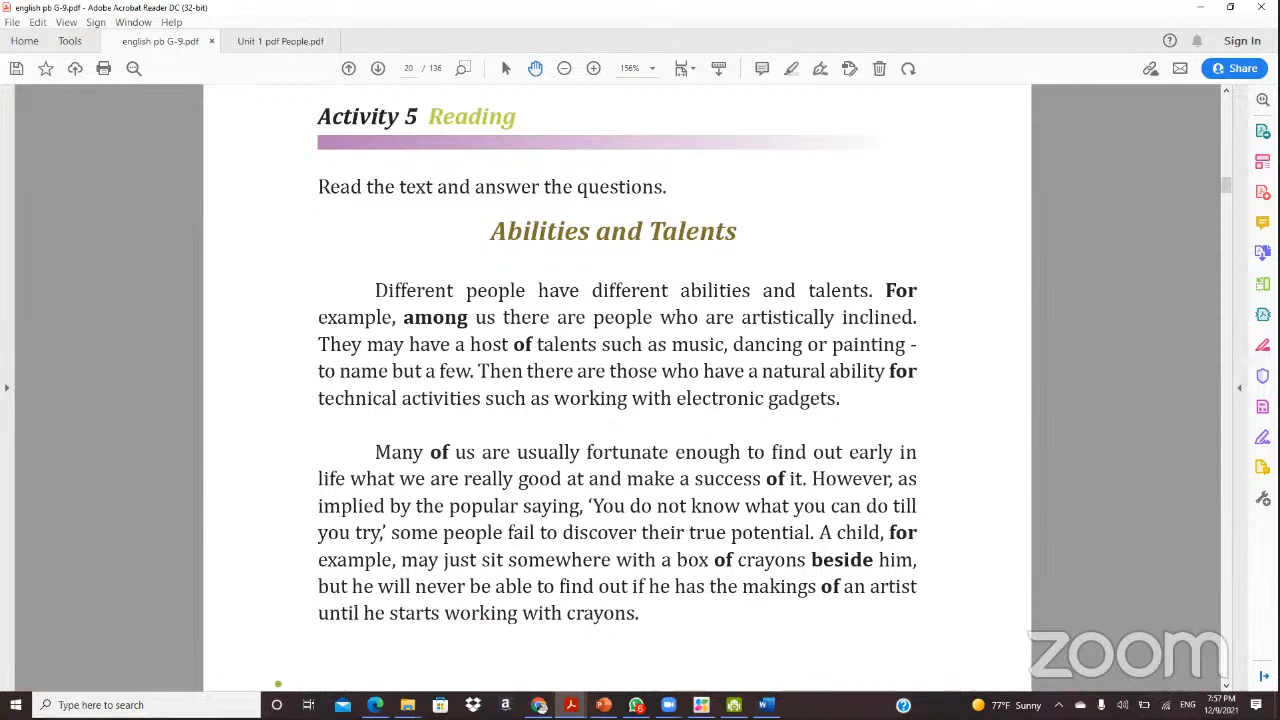 english pb G-9.pdf - Adobe Acrobat Reader DC (32-bit)
File Edit View Sign Window Help
Home Tools english pb G-9.pdf × Unit 1 pdf People.pdf Sign In
20 / 136 156% Share
Activity 5 Reading
Read the text and answer the questions.
Abilities and Talents
Different people have different abilities and talents. For
example, among us there are people who are artistically inclined.
They may have a host of talents such as music, dancing or painting -
to name but a few. Then there are those who have a natural ability for
technical activities such as working with electronic gadgets.
Many of us are usually fortunate enough to find out early in
life what we are really good at and make a success of it. However, as
implied by the popular saying, ‘You do not know what you can do till
you try,’ some people fail to discover their true potential. A child, for
example, may just sit somewhere with a box of crayons beside him,
but he will never be able to find out if he has the makings of an artist
until he starts working with crayons.
zoom
Type here to search 77°F Sunny 7:57 PM
12/9/2021